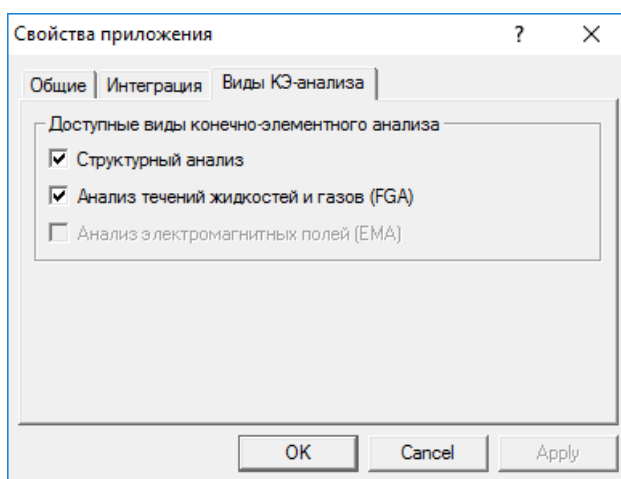 Свойства приложения
?
Общие
Интеграция
Виды КЭ-анализа
Доступные виды конечно-элементного анализа
Структурный анализ
Анализ течений жидкостей и газов (FGA)
Анализ электромагнитных полей (EMA)
OK
Cancel
Apply